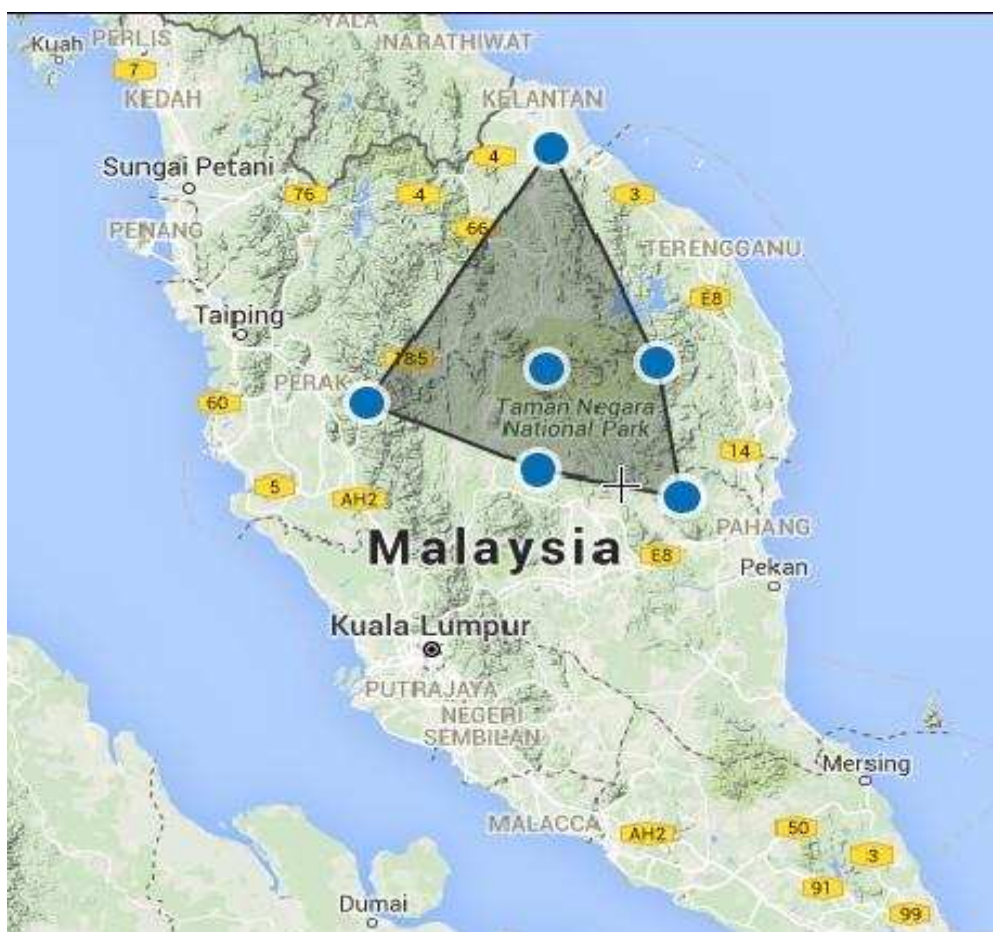 YALA
Kuah
PERLIS
NARATHIWAT
7
KEDAH
KELANTAN
4
Sungai Petani
76
4
3
66
PENANG
TERENGGANU
E8
Taiping
185
PERAK
60
Taman Negara
National Park
14
5
AH2
PAHANG
Malaysia
E8
Pekan
Kuala Lumpur
PUTRAJAYA
NEGERI
SEMBILAN
Mersing
MALACCA
AH2
50
3
91
Dumai
99